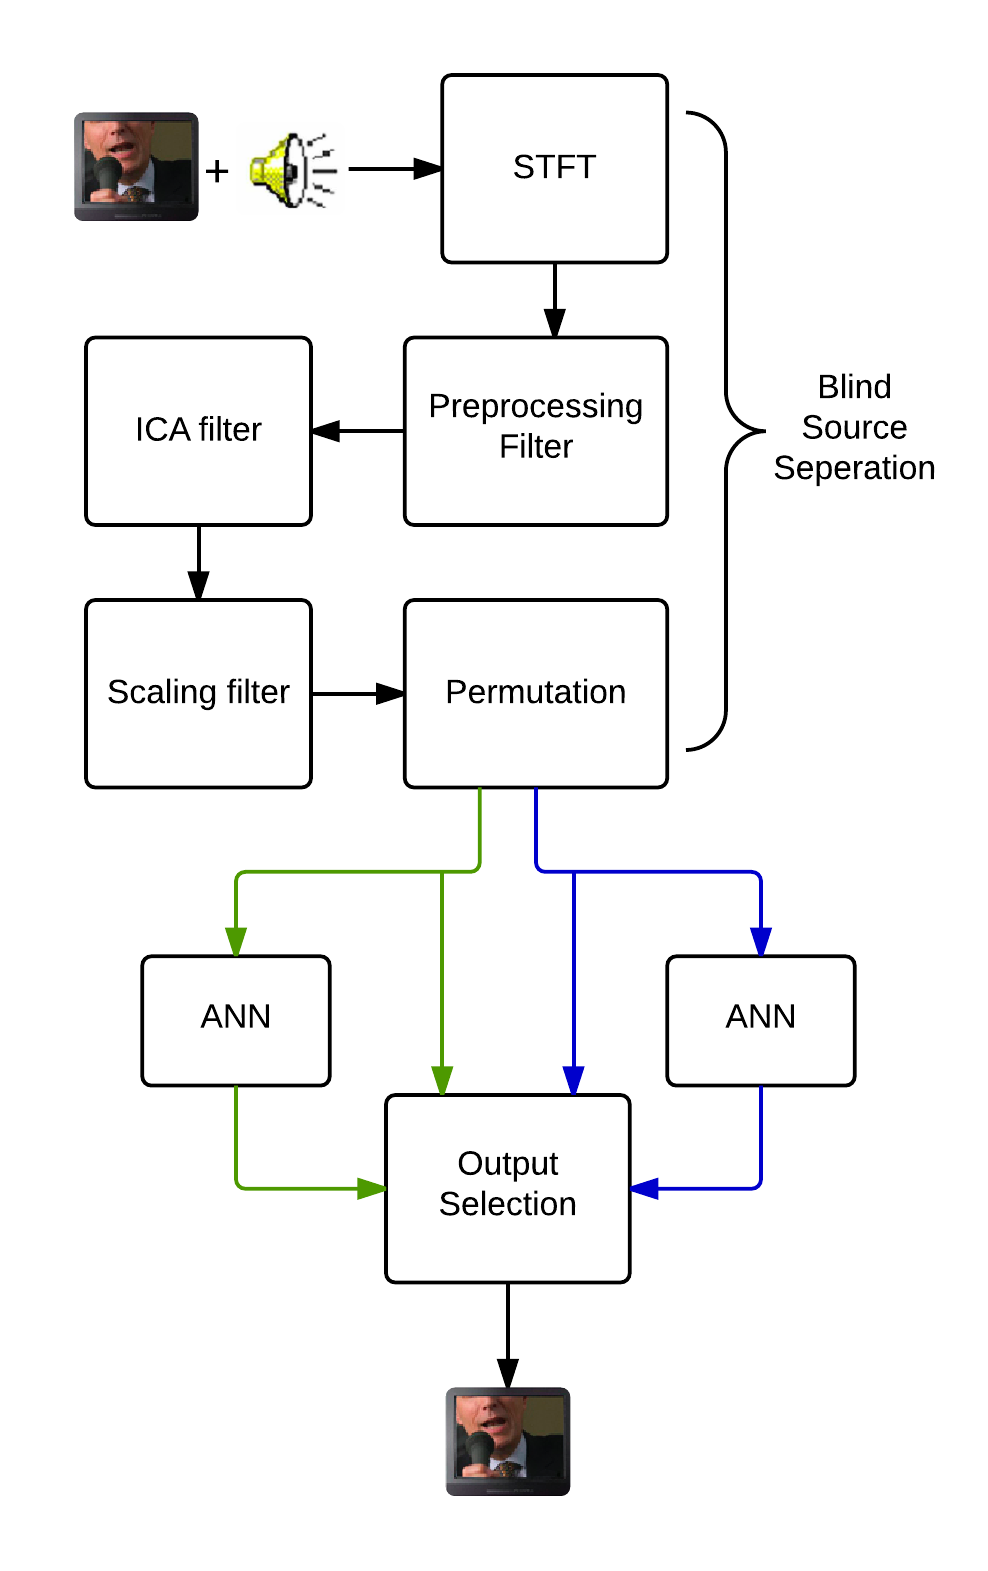 +
STFT
Preprocessing
Filter
ICA filter
Blind
Source
Seperation
Scaling filter
Permutation
ANN
ANN
Output
Selection